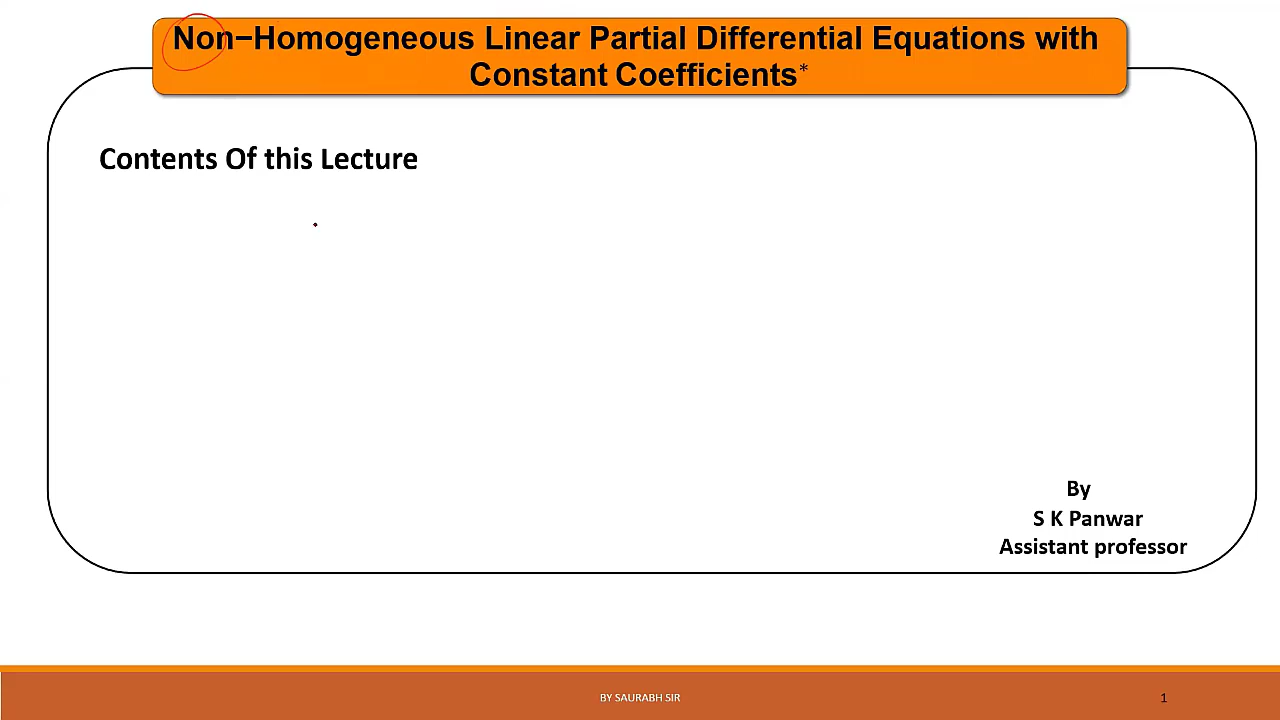 Non−Homogeneous Linear Partial Differential Equations with
Constant Coefficients*
Contents Of this Lecture
By
S K Panwar
Assistant professor
BY SAURABH SIR
1